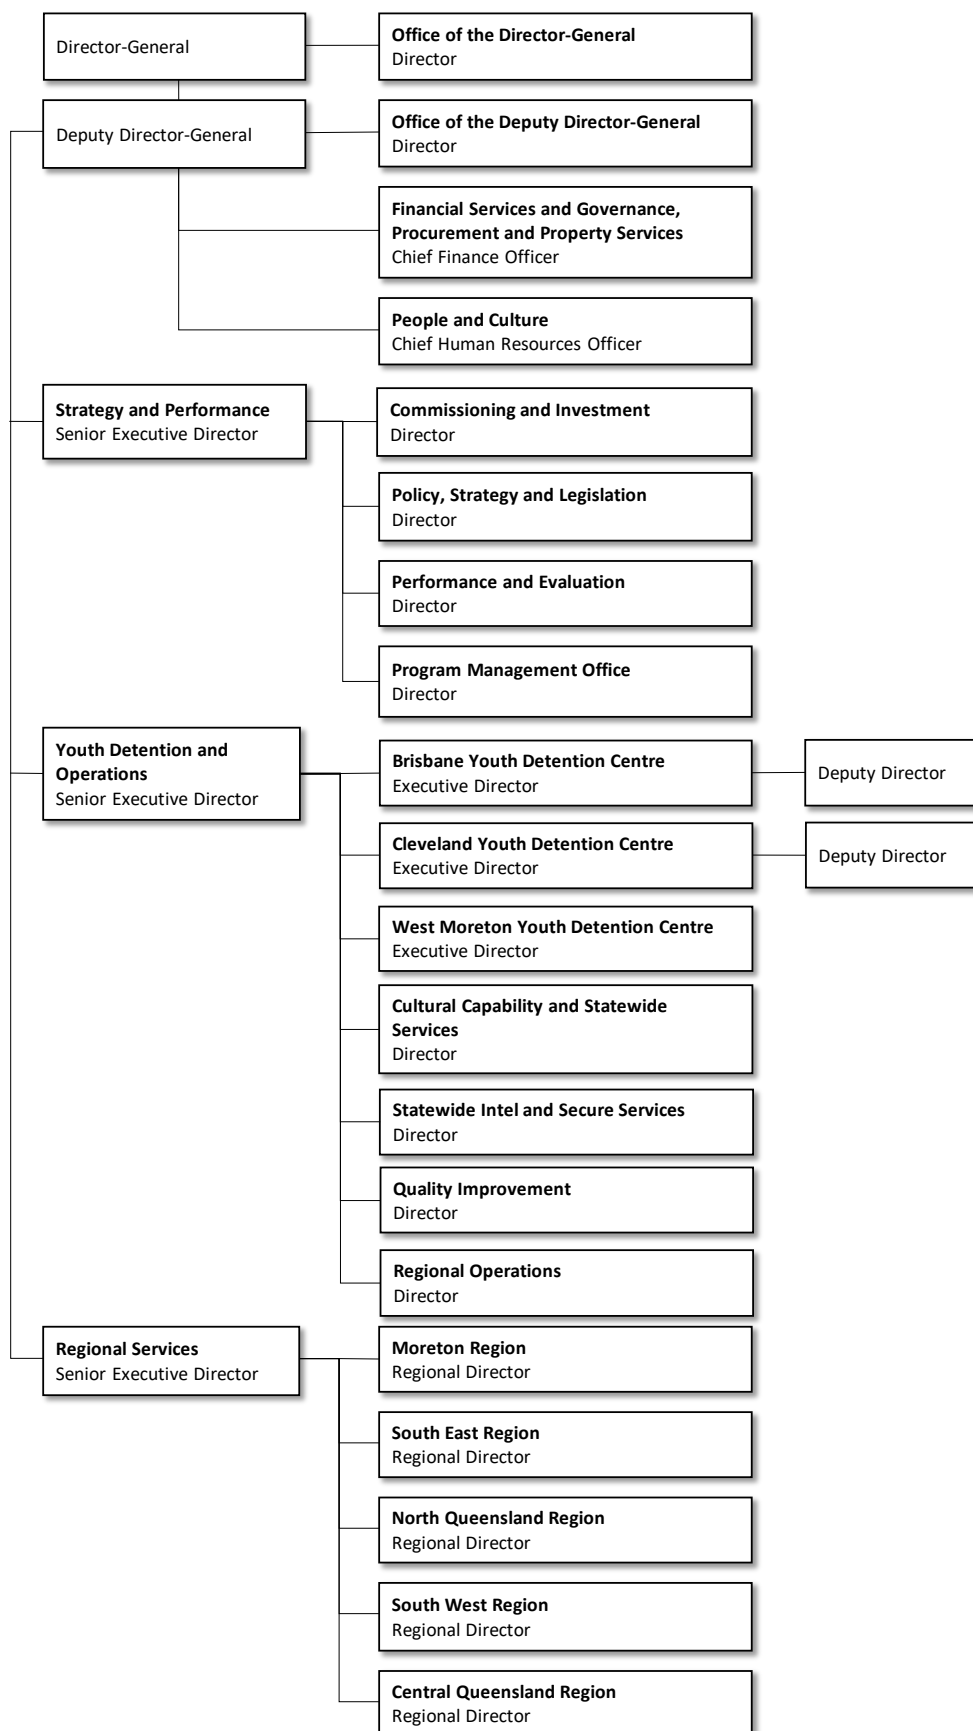 Director-General
Office of the Director-General
Director
Deputy Director-General
Office of the Deputy Director-General
Director
Financial Services and Governance,
Procurement and Property Services
Chief Finance Officer
People and Culture
Chief Human Resources Officer
Strategy and Performance
Senior Executive Director
Commissioning and Investment
Director
Policy, Strategy and Legislation
Director
Performance and Evaluation
Director
Program Management Office
Director
Youth Detention and
Operations
Senior Executive Director
Brisbane Youth Detention Centre
Executive Director
Deputy Director
Cleveland Youth Detention Centre
Executive Director
Deputy Director
West Moreton Youth Detention Centre
Executive Director
Cultural Capability and Statewide
Services
Director
Statewide Intel and Secure Services
Director
Quality Improvement
Director
Regional Operations
Director
Regional Services
Senior Executive Director
Moreton Region
Regional Director
South East Region
Regional Director
North Queensland Region
Regional Director
South West Region
Regional Director
Central Queensland Region
Regional Director